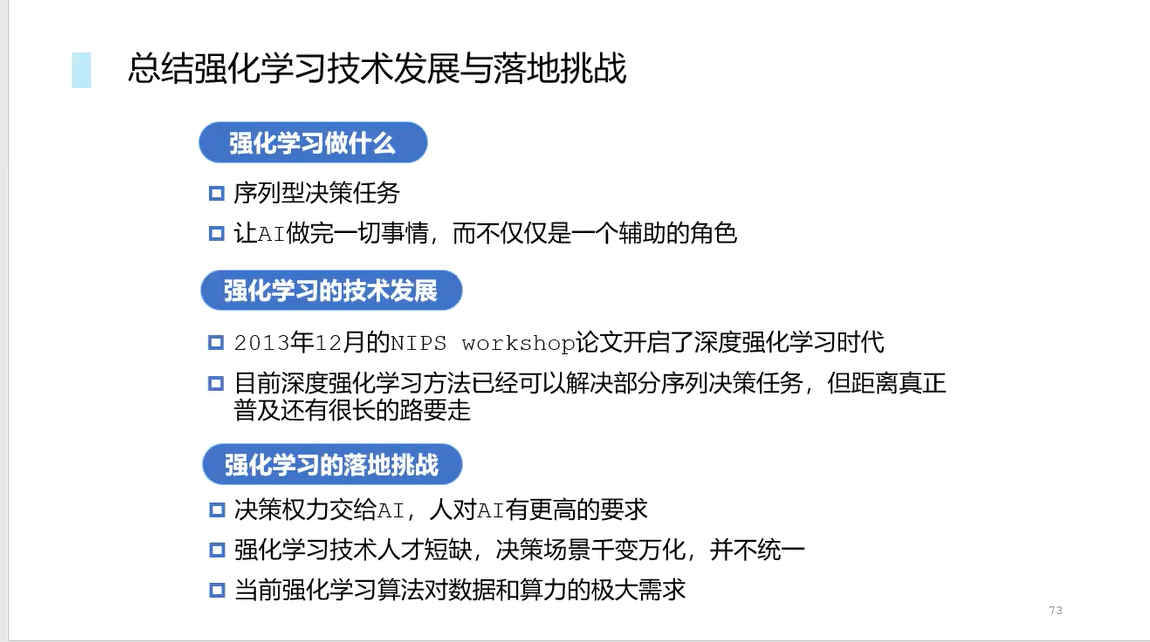 总结强化学习技术发展与落地挑战
强化学习做什么
序列型决策任务
让AI做完一切事情，而不仅仅是一个辅助的角色
强化学习的技术发展
2013年12月的NIPS workshop论文开启了深度强化学习时代
目前深度强化学习方法已经可以解决部分序列决策任务，但距离真正
普及还有很长的路要走
强化学习的落地挑战
决策权力交给AI，人对AI有更高的要求
强化学习技术人才短缺，决策场景千变万化，并不统一
当前强化学习算法对数据和算力的极大需求
73